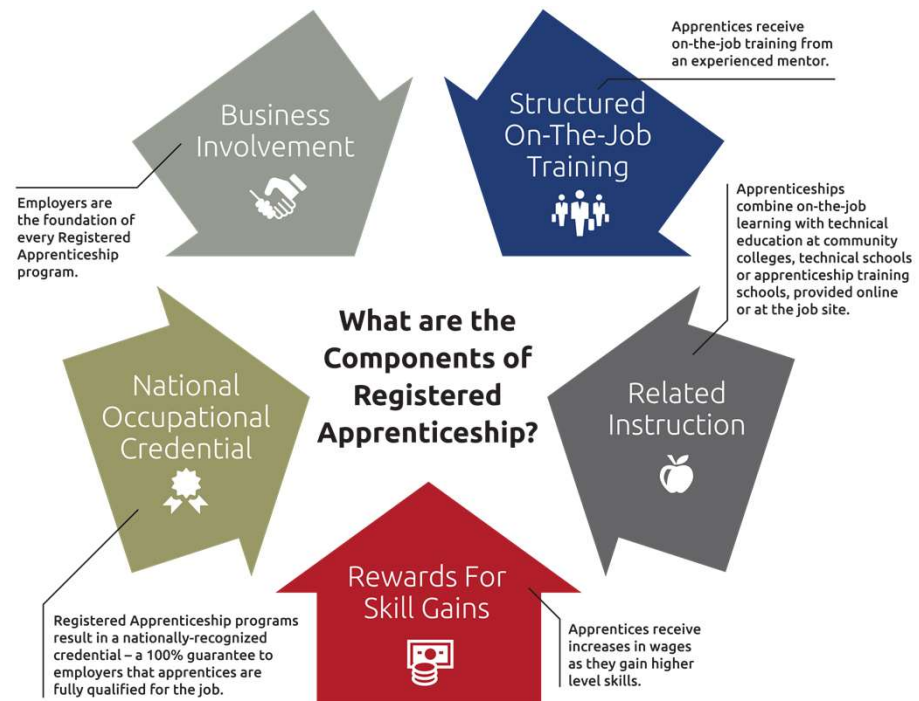 Apprentices receive
on-the-job training from
an experienced mentor.
Business
Involvement
Structured
On-The-Job
Training
Employers are
the foundation of
every Registered
Apprenticeship
program.
Apprenticeships
combine on-the-job
learning with technical
education at community
colleges, technical schools
or apprenticeship training
schools, provided online
or at the job site.
What are the
Components of
Registered
Apprenticeship?
National
Occupational
Credential
Related
Instruction
Rewards For
Skill Gains
Registered Apprenticeship programs
result in a nationally-recognized
credential – a 100% guarantee to
employers that apprentices are
fully qualified for the job.
Apprentices receive
increases in wages
as they gain higher
level skills.